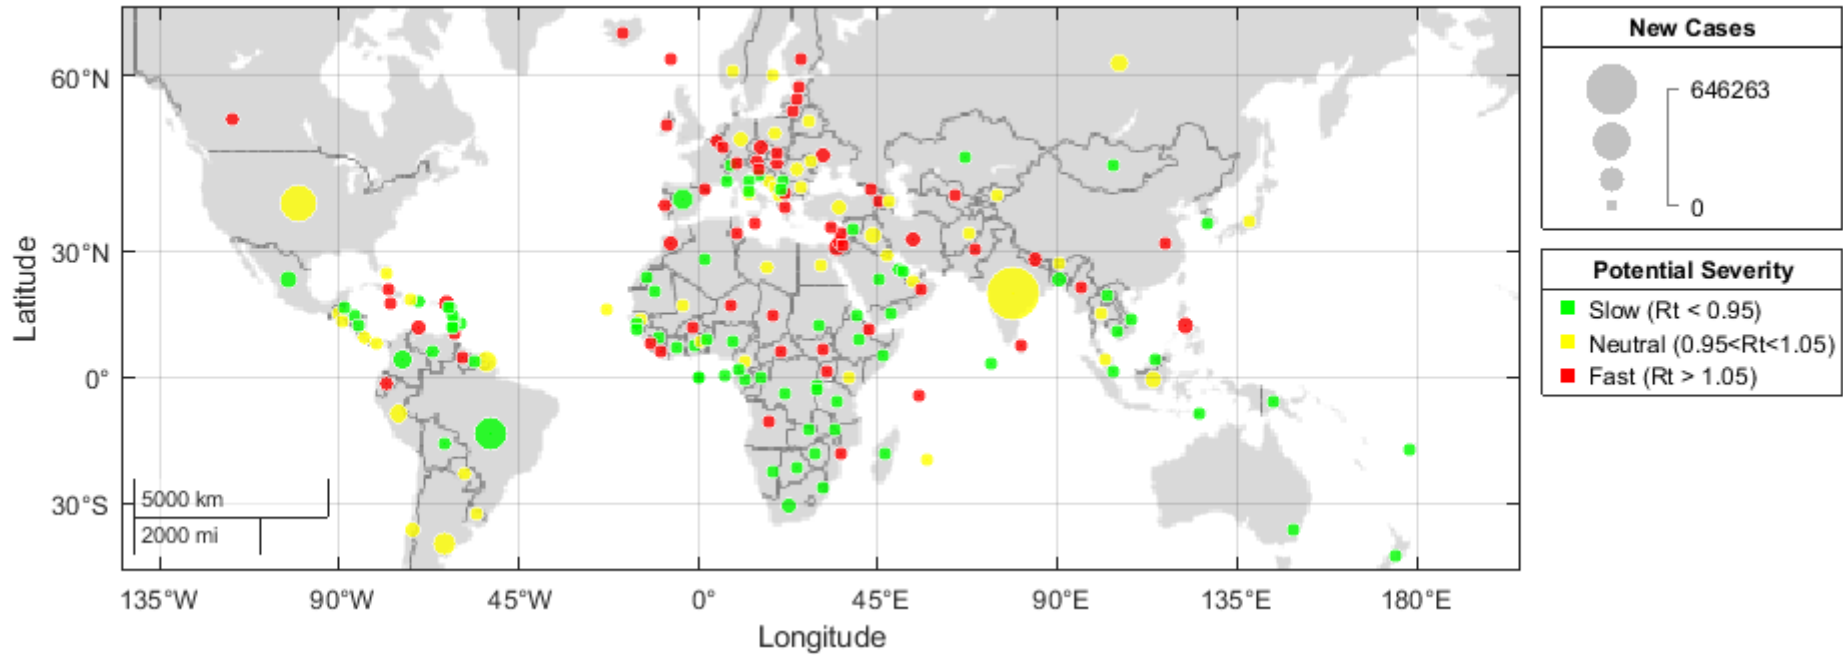 60°N
30°N
0°
30°S
Latitude
5000 km
2000 mi
135°W
90°W
45°W
0°
45°E
90°E
135°E
180°E
Longitude
New Cases
646263
0
Potential Severity
Slow (Rt < 0.95)
Neutral (0.95<Rt<1.05)
Fast (Rt > 1.05)